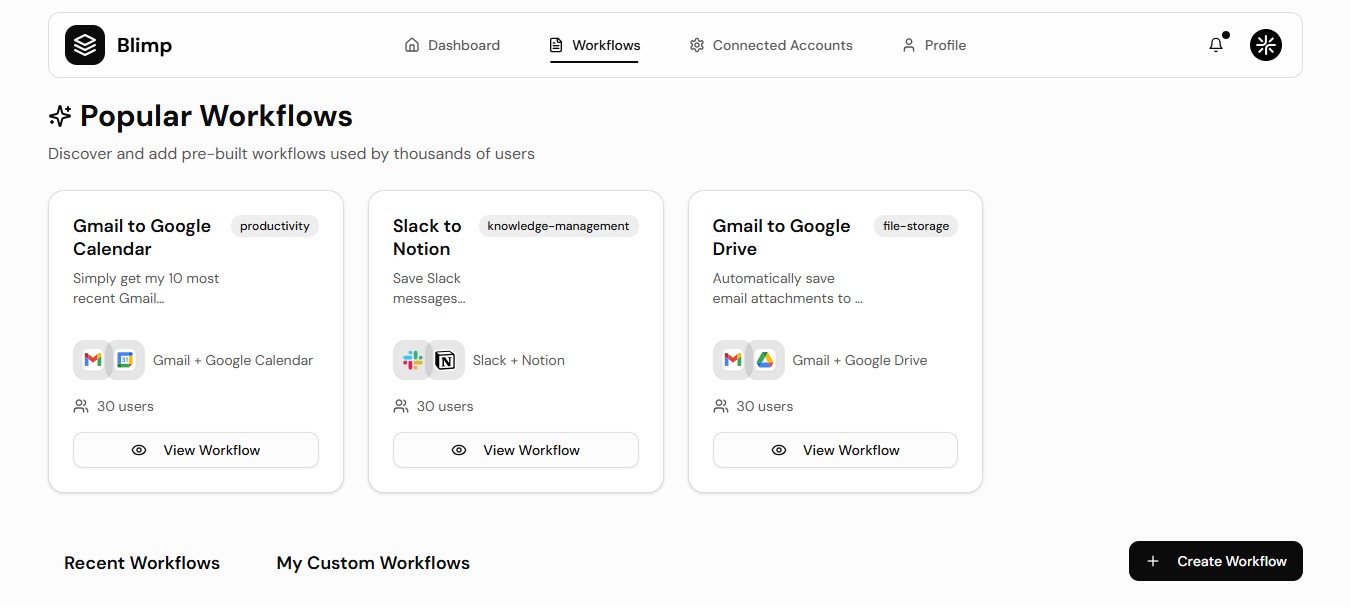 Blimp
Dashboard
Workflows
Connected Accounts
Profile
Popular Workflows
Discover and add pre-built workflows used by thousands of users
Gmail to Google
Calendar
productivity
Simply get my 10 most
recent Gmail...
31
Gmail + Google Calendar
30 users
View Workflow
Slack to
Notion
knowledge-management
Save Slack
messages...
Slack + Notion
30 users
View Workflow
Gmail to Google
Drive
file-storage
Automatically save
email attachments to ...
Gmail + Google Drive
30 users
View Workflow
Recent Workflows
My Custom Workflows
Create Workflow